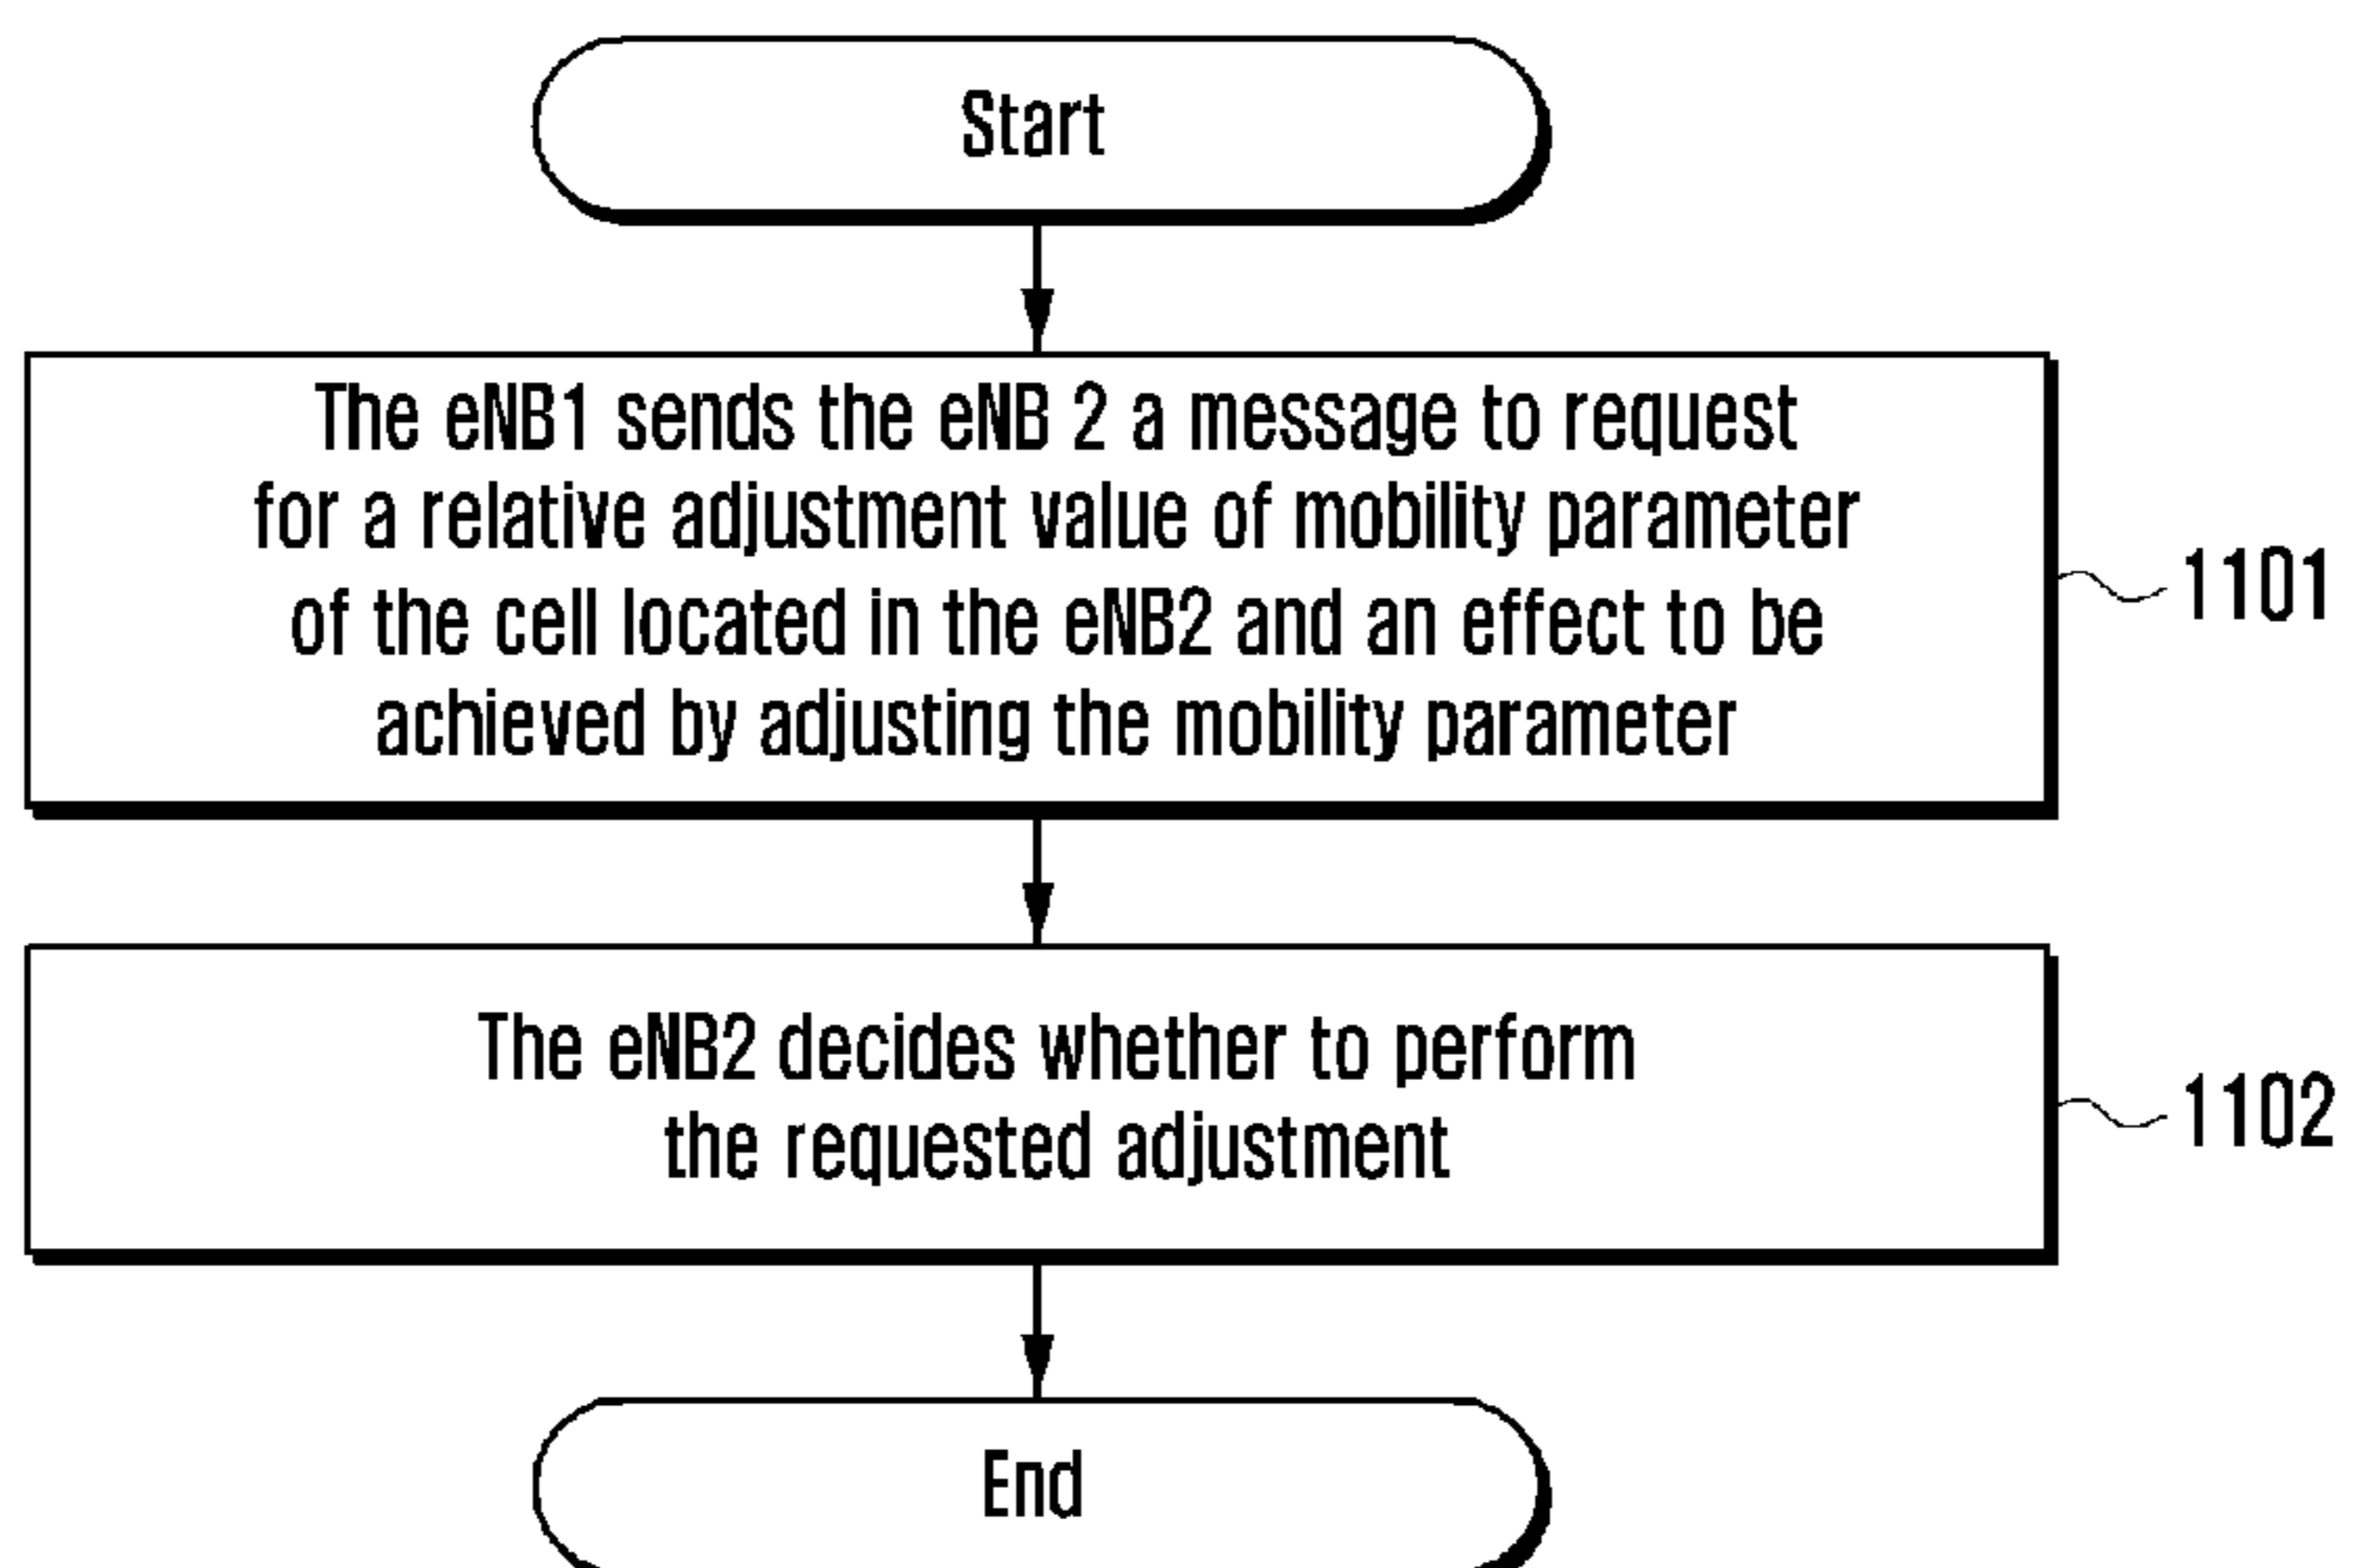 Start
The eNB1 sends the eNB 2 a message to request
for a relative adjustment value of mobility parameter
of the cell located in the eNB2 and an effect to be
achieved by adjusting the mobility parameter
1101
The eNB2 decides whether to perform
the requested adjustment
1102
End